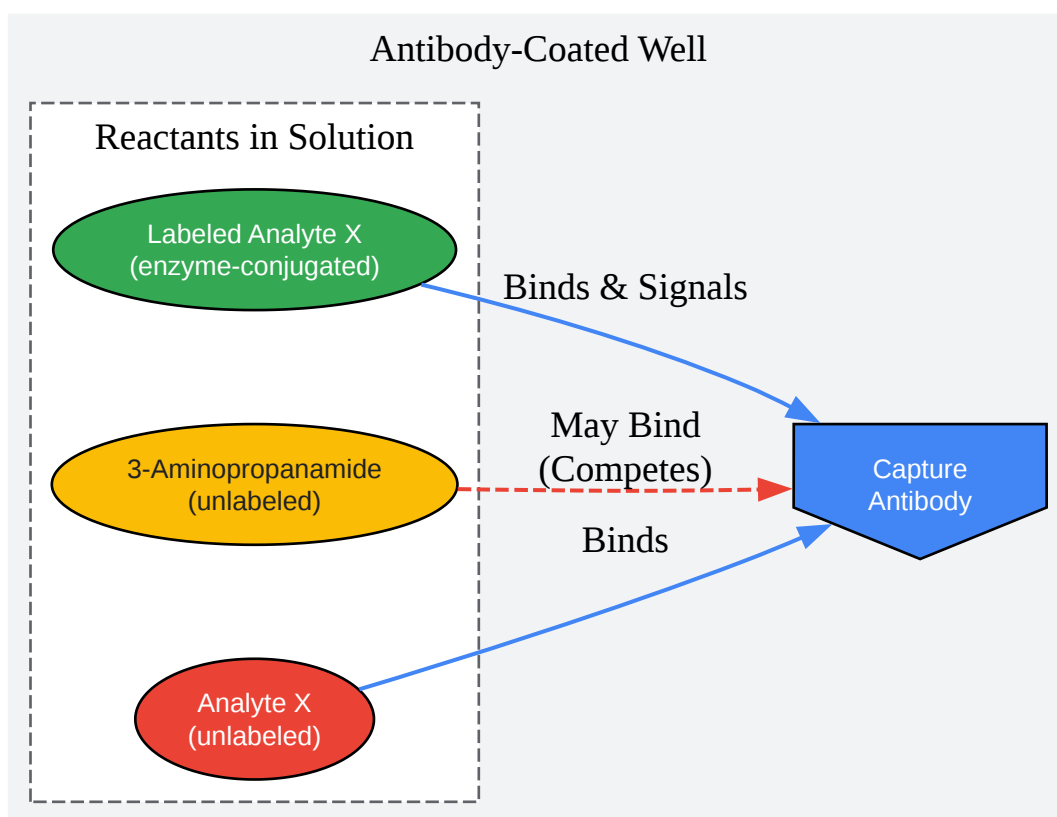 Antibody-Coated Well
Reactants in Solution
Labeled Analyte X
(enzyme-conjugated)
Binds & Signals
May Bind
(Competes)
3-Aminopropanamide
(unlabeled)
Capture
Antibody
Binds
Analyte X
(unlabeled)